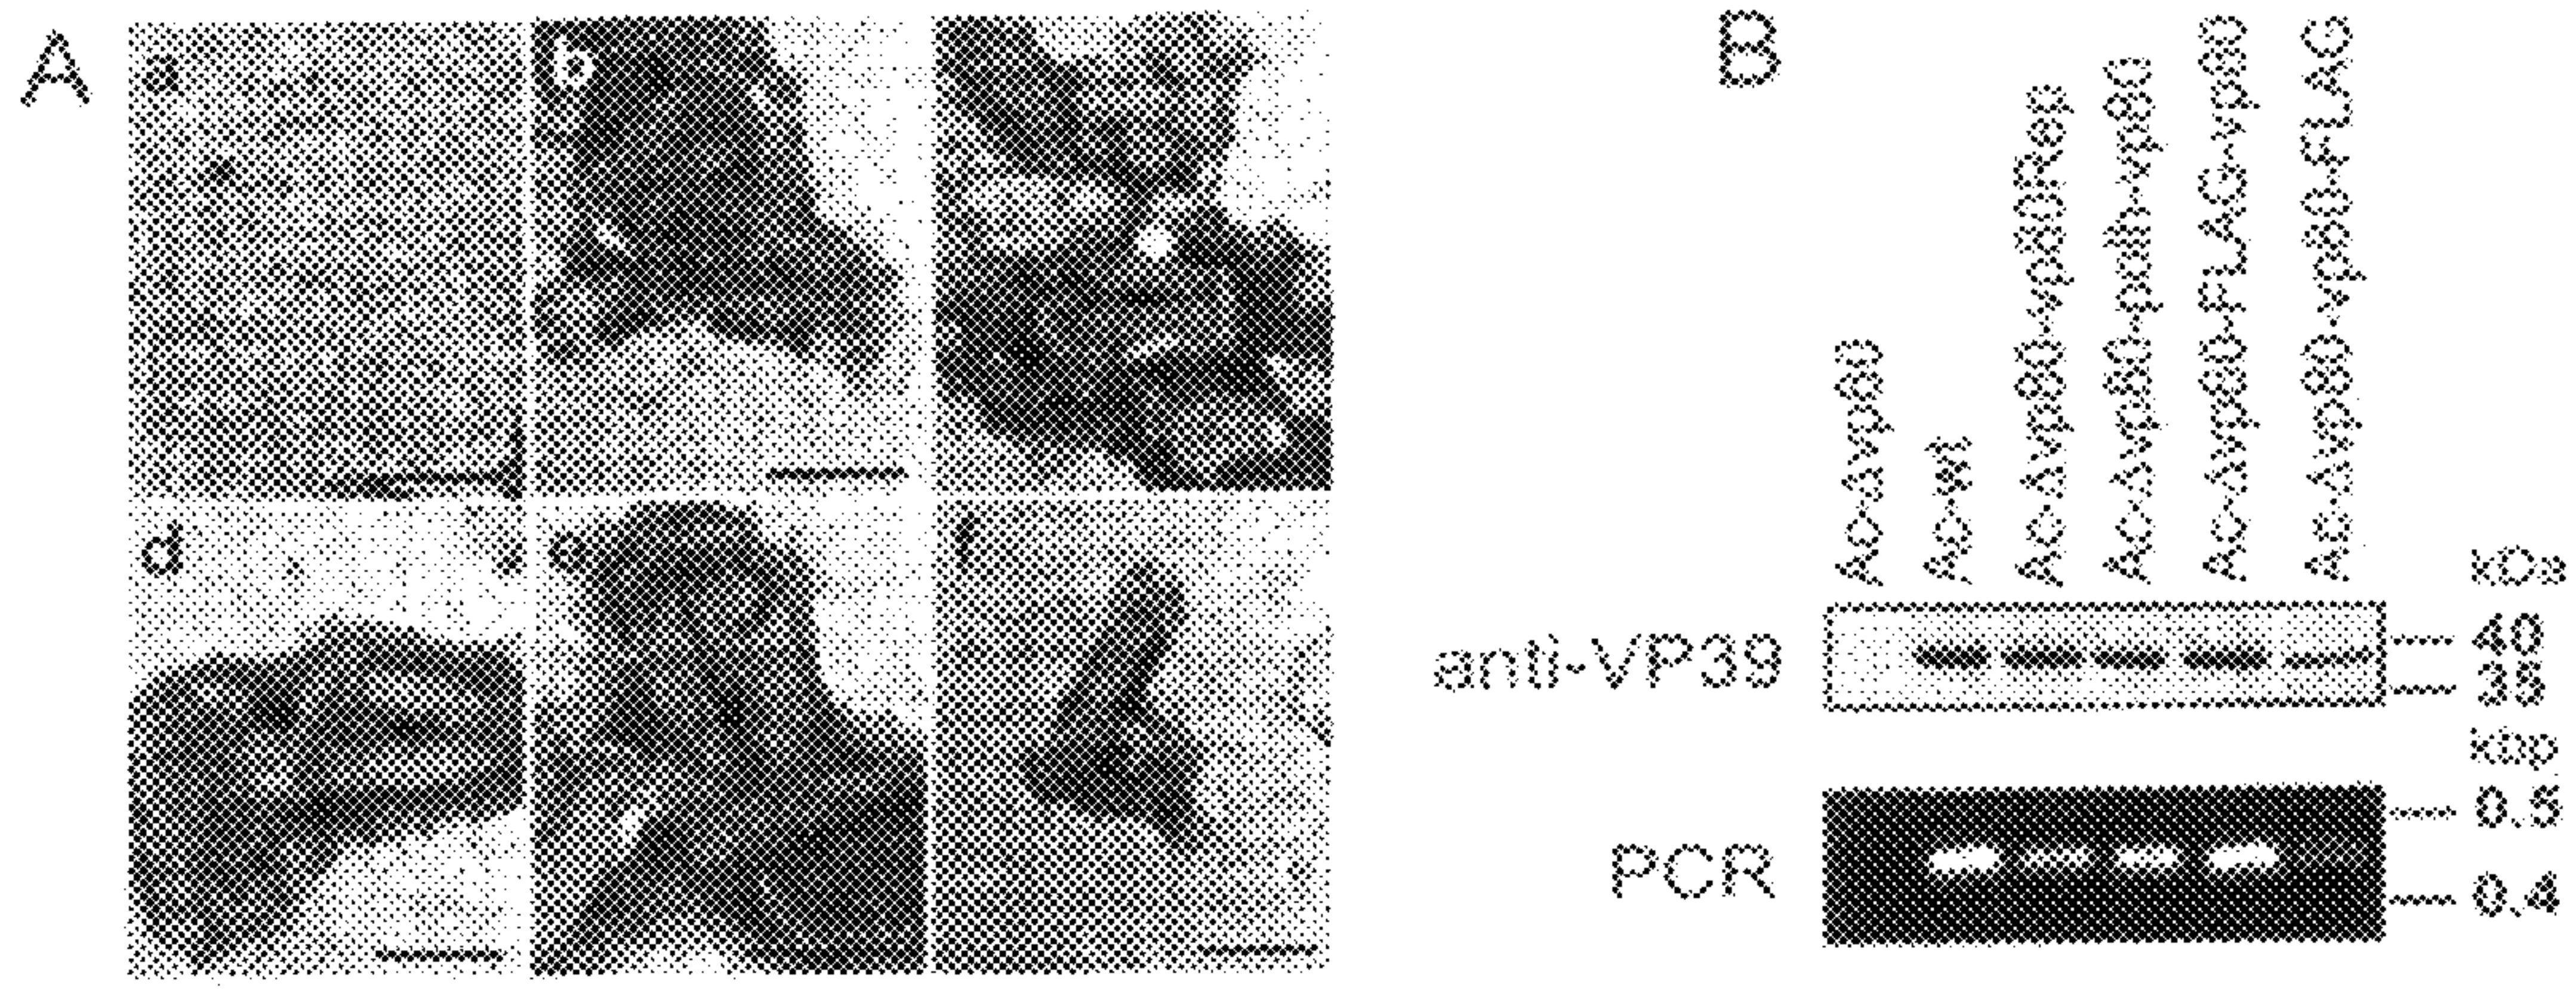 A
a
b
d
e
f
B
Ac-Δvp80
Ac-wt
Ac-Δvp80-vp80Res
Ac-Δvp80-polh-vp80
Ac-Δvp80-FLAG-vp80
Ac-Δvp80-vp80-FLAG
kDa
anti-VP39
40
35
kbp
PCR
0.5
0.4